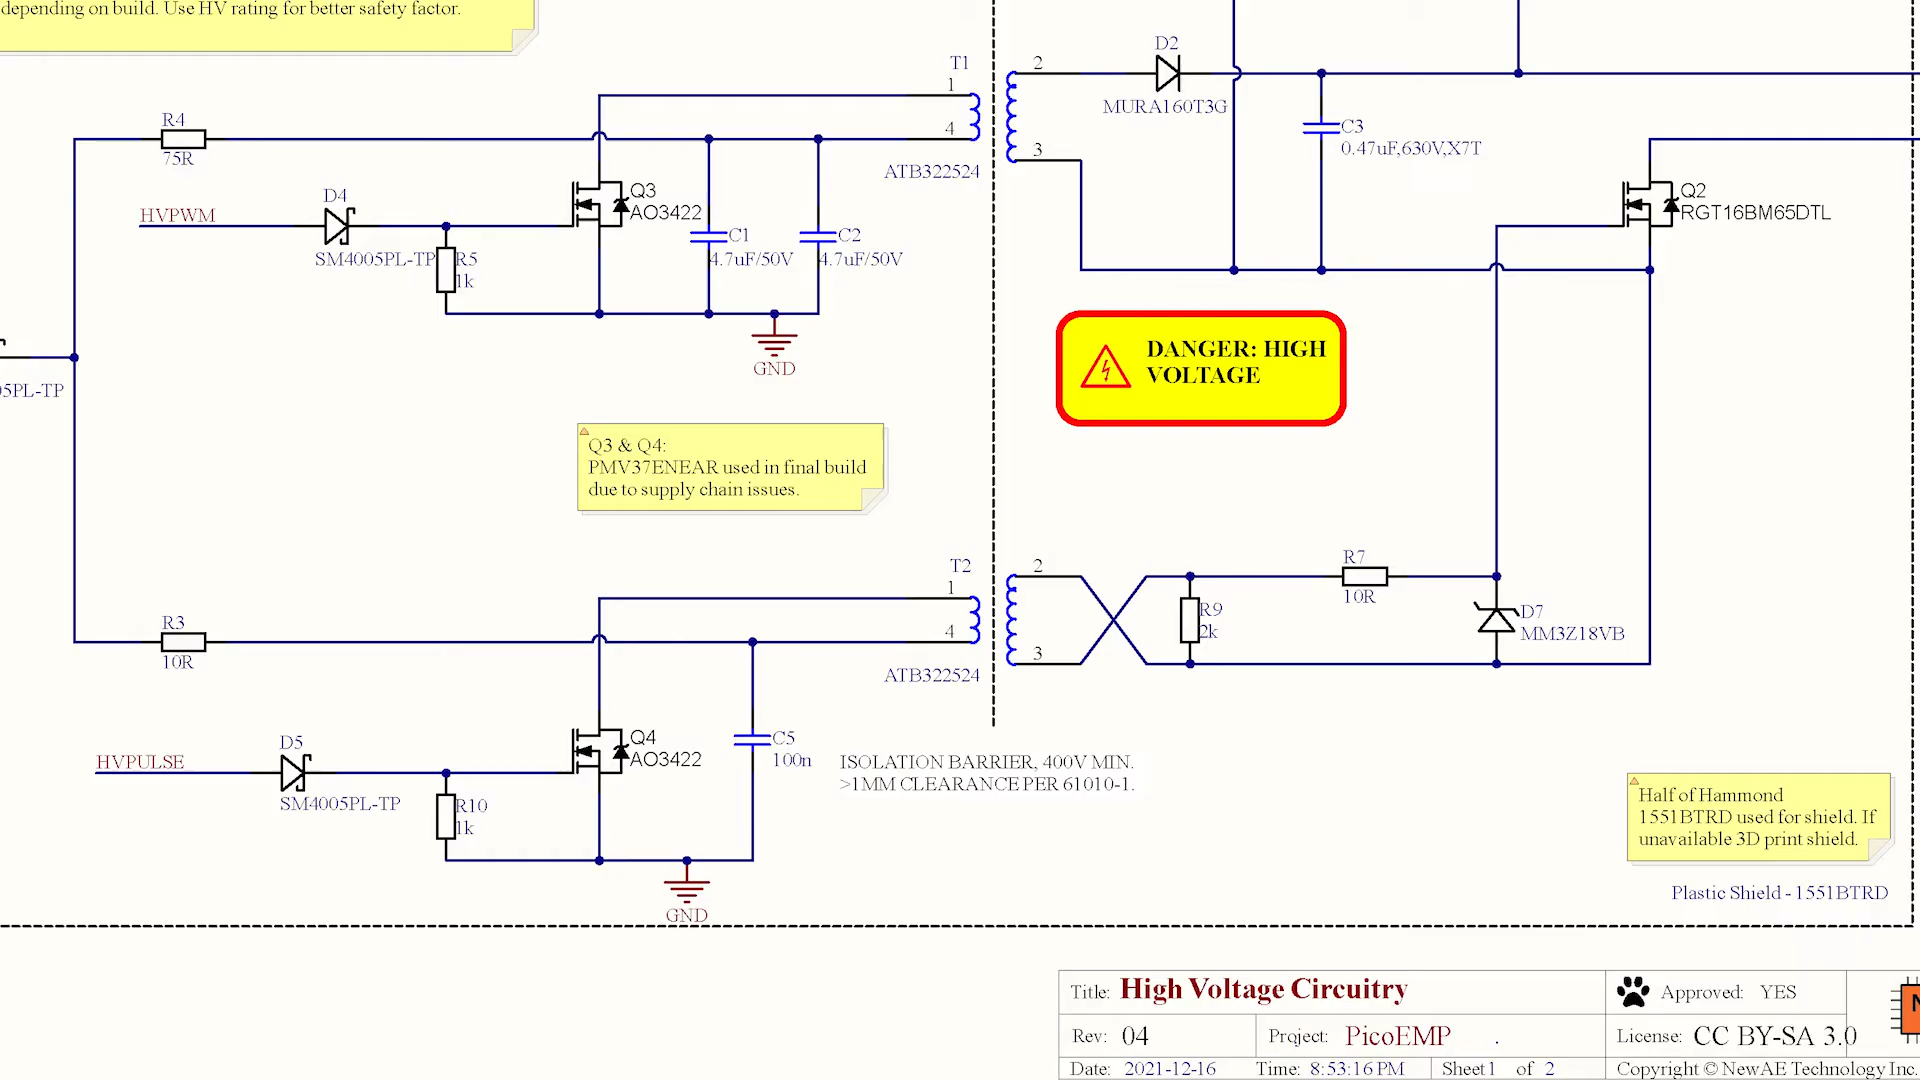 depending on build. Use HV rating for better safety factor.
T1
1
4
ATB322524
2
3
D2
MURA160T3G
C3
0.47uF,630V,X7T
R4
75R
D4
HVPWM
SM4005PL-TP
R5
1k
Q3
AO3422
C1
4.7uF/50V
C2
4.7uF/50V
GND
Q2
RGT16BM65DTL
5PL-TP
DANGER: HIGH
VOLTAGE
Q3 & Q4:
PMV37ENEAR used in final build
due to supply chain issues.
T2
1
4
ATB322524
2
3
R7
10R
R9
2k
D7
MM3Z18VB
R3
10R
D5
HVPULSE
SM4005PL-TP
R10
1k
Q4
AO3422
C5
100n
GND
ISOLATION BARRIER, 400V MIN.
>1MM CLEARANCE PER 61010-1.
Half of Hammond
1551BTRD used for shield. If
unavailable 3D print shield.
Plastic Shield - 1551BTRD
Title: High Voltage Circuitry
Approved: YES
Rev: 04
Project: PicoEMP .
License: CC BY-SA 3.0
Date: 2021-12-16
Time: 8:53:16 PM
Sheet1 of 2
Copyright © NewAE Technology Inc.